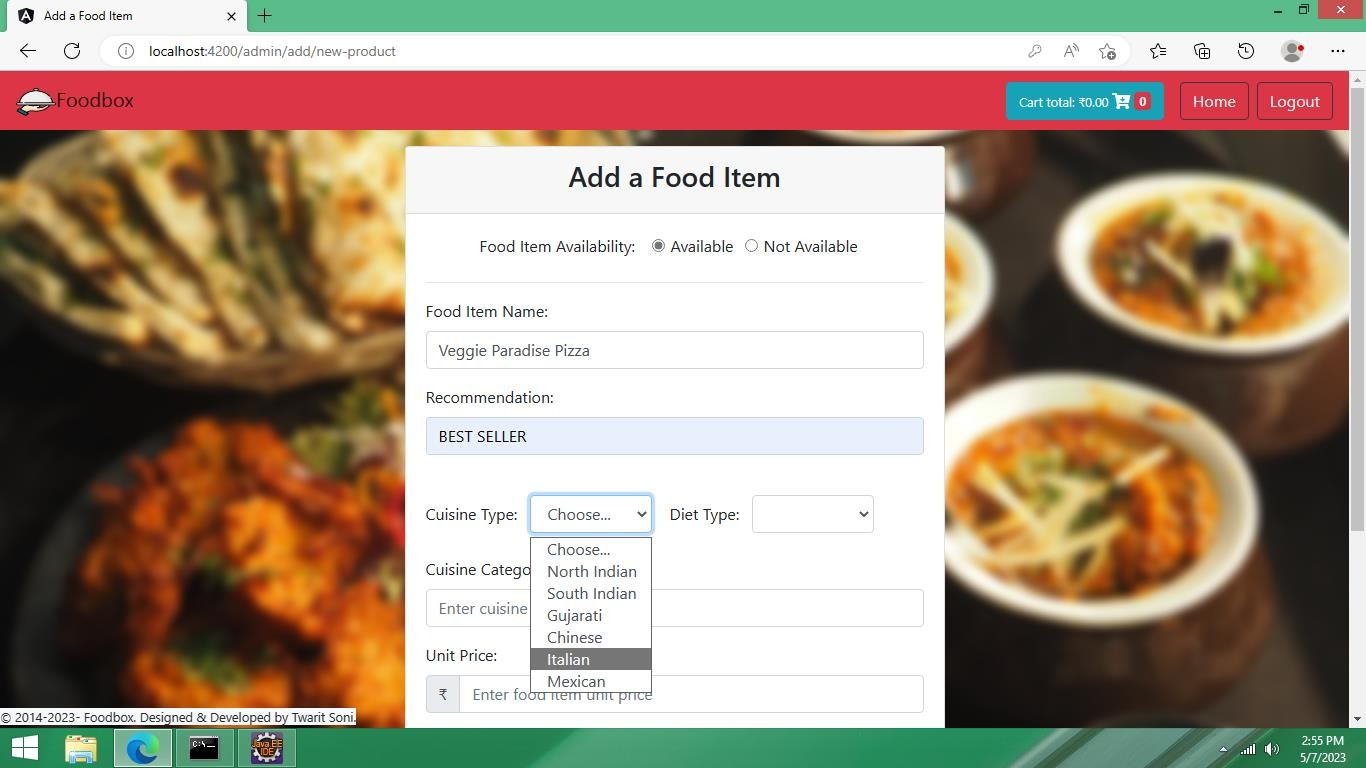 Add a Food Item
localhost:4200/admin/add/new-product
Foodbox
Cart total: ₹0.00 0
Home
Logout
Add a Food Item
Food Item Availability: Available Not Available
Food Item Name:
Veggie Paradise Pizza
Recommendation:
BEST SELLER
Cuisine Type: Choose... Diet Type:
Choose...
North Indian
South Indian
Gujarati
Chinese
Italian
Mexican
Cuisine Catego
Enter cuisine
Unit Price:
₹ Enter food item unit price
© 2014-2023- Foodbox. Designed & Developed by Twarit Soni.
C:\_
Java EE
IDE
2:55 PM
5/7/2023